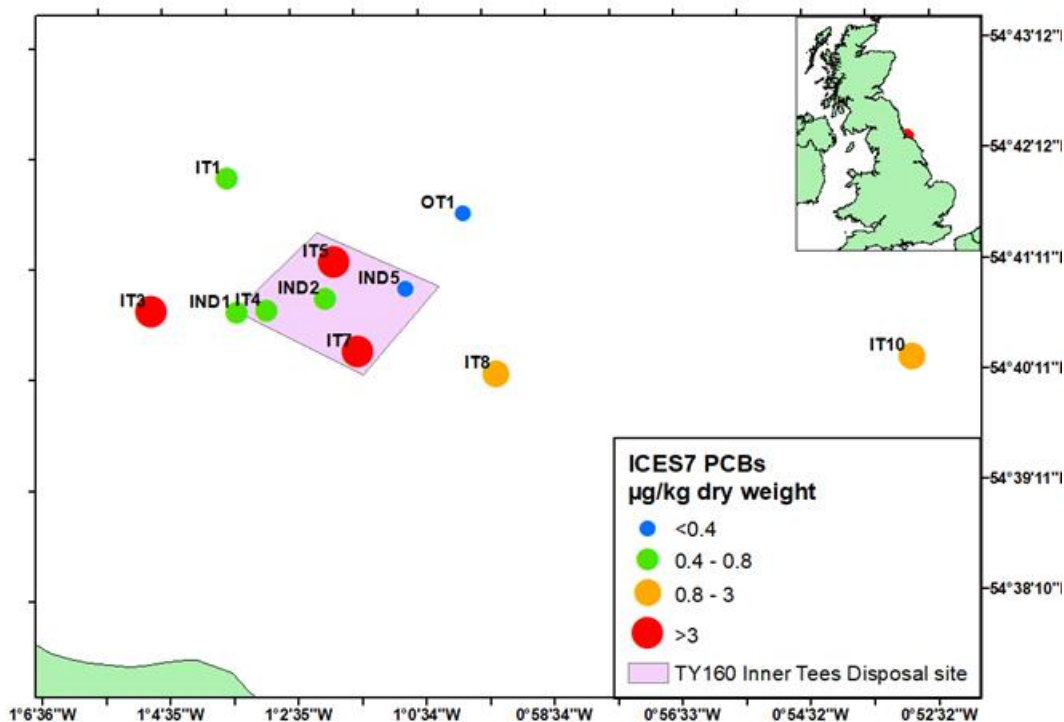 54°43'12"
IT1
54°42'12"
OT1
IT5
54°41'11"
IND2
IND5
IT3
IND1
IT4
IT7
IT8
IT10
54°40'11"
ICES7 PCBs
µg/kg dry weight
<0.4
0.4 - 0.8
0.8 - 3
>3
TY160 Inner Tees Disposal site
54°39'11"
54°38'10"
1°6'36"W
1°4'35"W
1°2'35"W
1°0'34"W
0°58'34"W
0°56'33"W
0°54'32"W
0°52'32"W